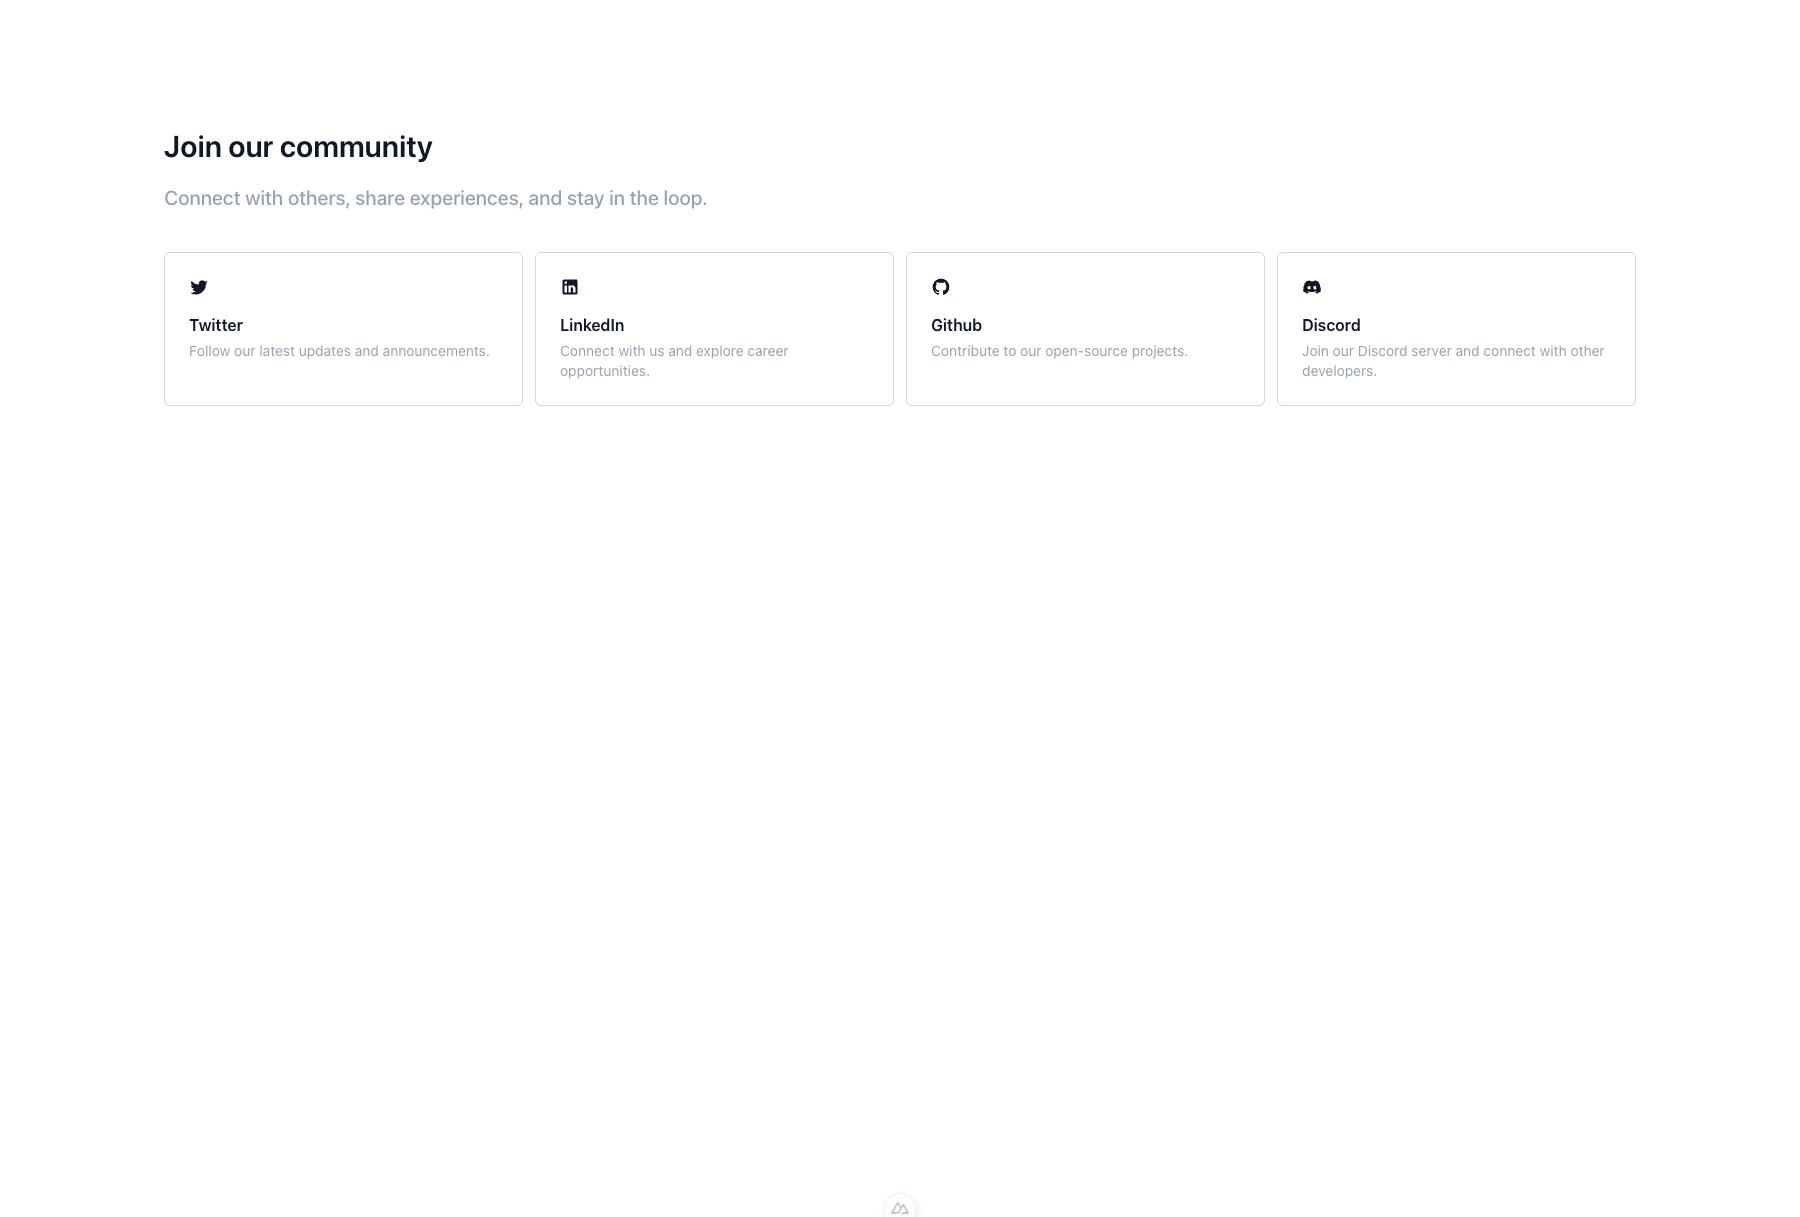 Join our community
Connect with others, share experiences, and stay in the loop.
Twitter
Follow our latest updates and announcements.
LinkedIn
Connect with us and explore career
opportunities.
Github
Contribute to our open-source projects.
Discord
Join our Discord server and connect with other
developers.